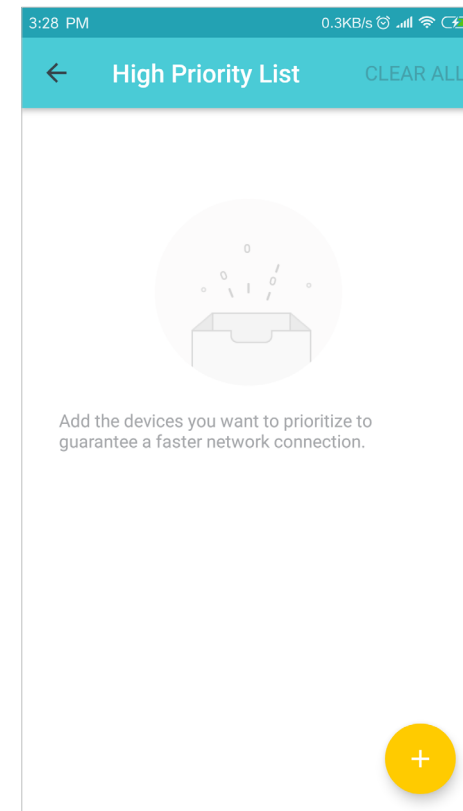 3:28 PM 0.3KB/s
High Priority List CLEAR ALL
Add the devices you want to prioritize to
guarantee a faster network connection.
+